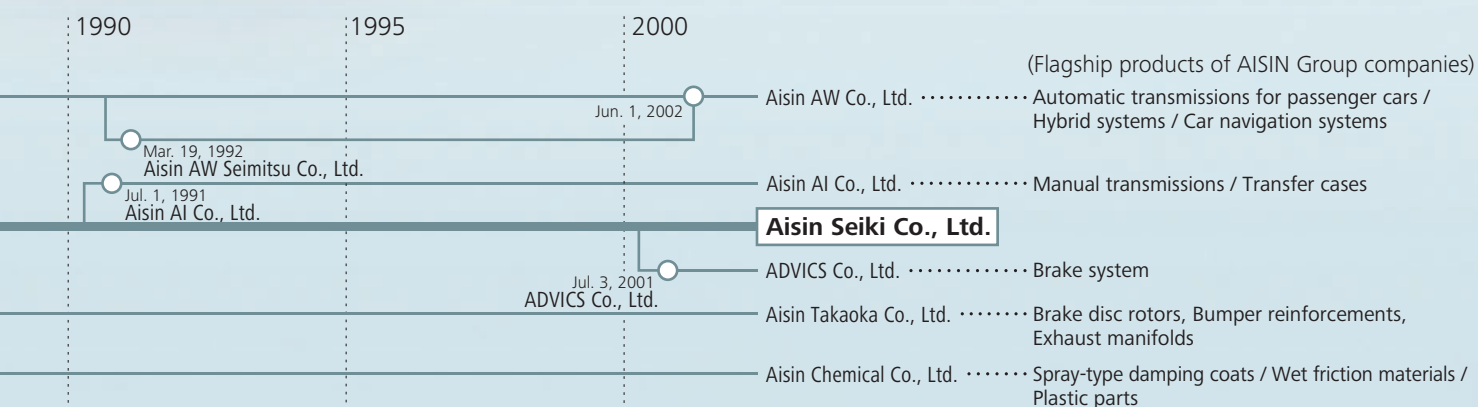 1990
1995
2000
(Flagship products of AISIN Group companies)
Aisin AW Co., Ltd. ············ Automatic transmissions for passenger cars /
Hybrid systems / Car navigation systems
Jun. 1, 2002
Mar. 19, 1992
Aisin AW Seimitsu Co., Ltd.
Aisin AI Co., Ltd. ············· Manual transmissions / Transfer cases
Jul. 1, 1991
Aisin AI Co., Ltd.
Aisin Seiki Co., Ltd.
ADVICS Co., Ltd. ············· Brake system
Jul. 3, 2001
ADVICS Co., Ltd.
Aisin Takaoka Co., Ltd. ········ Brake disc rotors, Bumper reinforcements,
Exhaust manifolds
Aisin Chemical Co., Ltd. ······· Spray-type damping coats / Wet friction materials /
Plastic parts